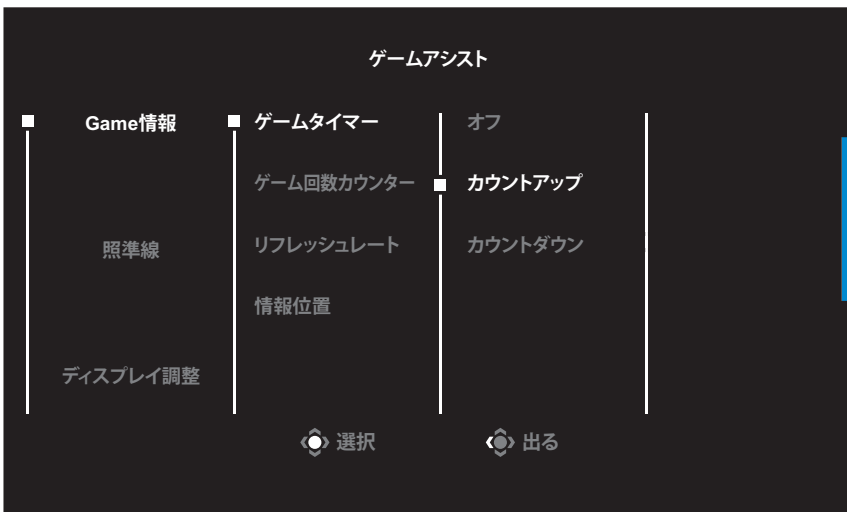 ゲームアシスト
Game情報
ゲームタイマー
オフ
ゲーム回数カウンター
カウントアップ
照準線
リフレッシュレート
カウントダウン
情報位置
ディスプレイ調整
選択
出る